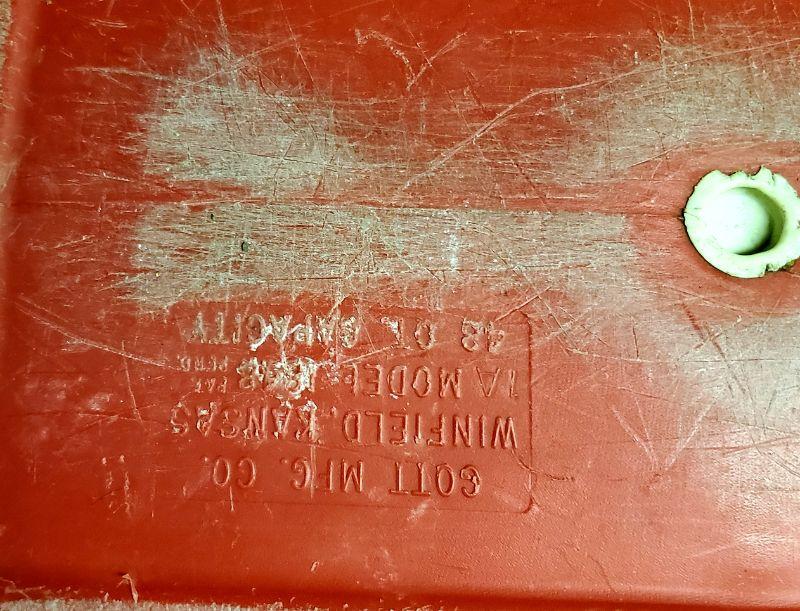 GOTT MFG. CO.
WINFIELD, KANSAS
1A MODEL PAT. PEND.
48 QT. CAPACITY